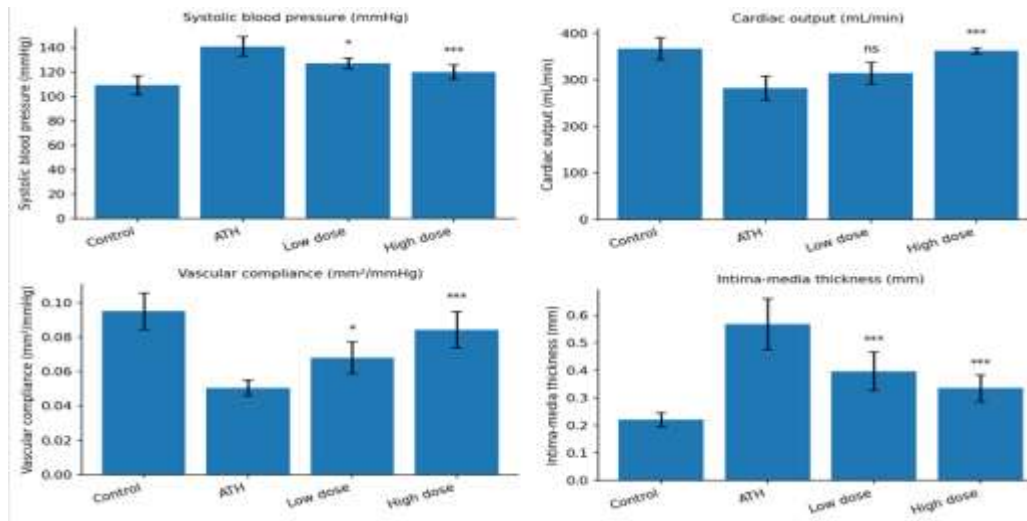 Systolic blood pressure (mmHg)
Systolic blood pressure (mmHg)
140
120
100
80
60
40
20
0
*
***
Control
ATH
Low dose
High dose
Cardiac output (mL/min)
Cardiac output (mL/min)
400
300
200
100
0
ns
***
Control
ATH
Low dose
High dose
Vascular compliance (mm²/mmHg)
Vascular compliance (mm²/mmHg)
0.10
0.08
0.06
0.04
0.02
0.00
*
***
Control
ATH
Low dose
High dose
Intima-media thickness (mm)
Intima-media thickness (mm)
0.6
0.5
0.4
0.3
0.2
0.1
0.0
***
***
Control
ATH
Low dose
High dose